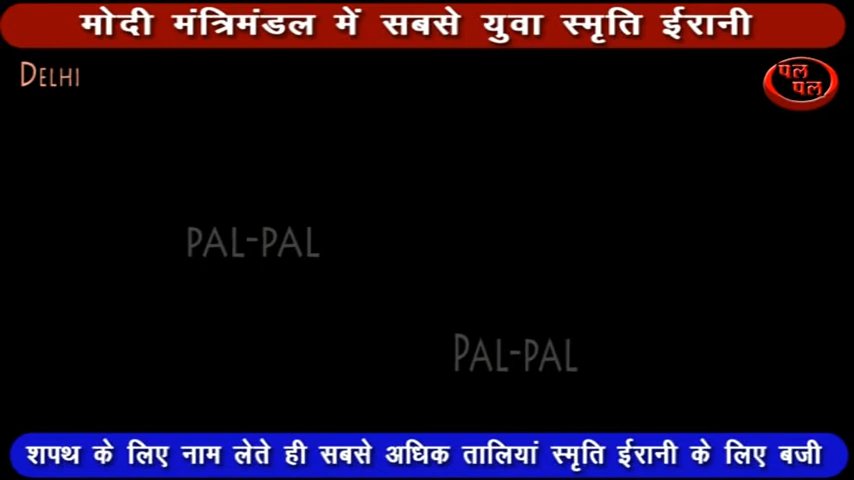 मोदी मंत्रिमंडल में सबसे युवा स्मृति ईरानी
Delhi
पल
पल
PAL-PAL
PAL-PAL
शपथ के लिए नाम लेते ही सबसे अधिक तालियां स्मृति ईरानी के लिए बजी